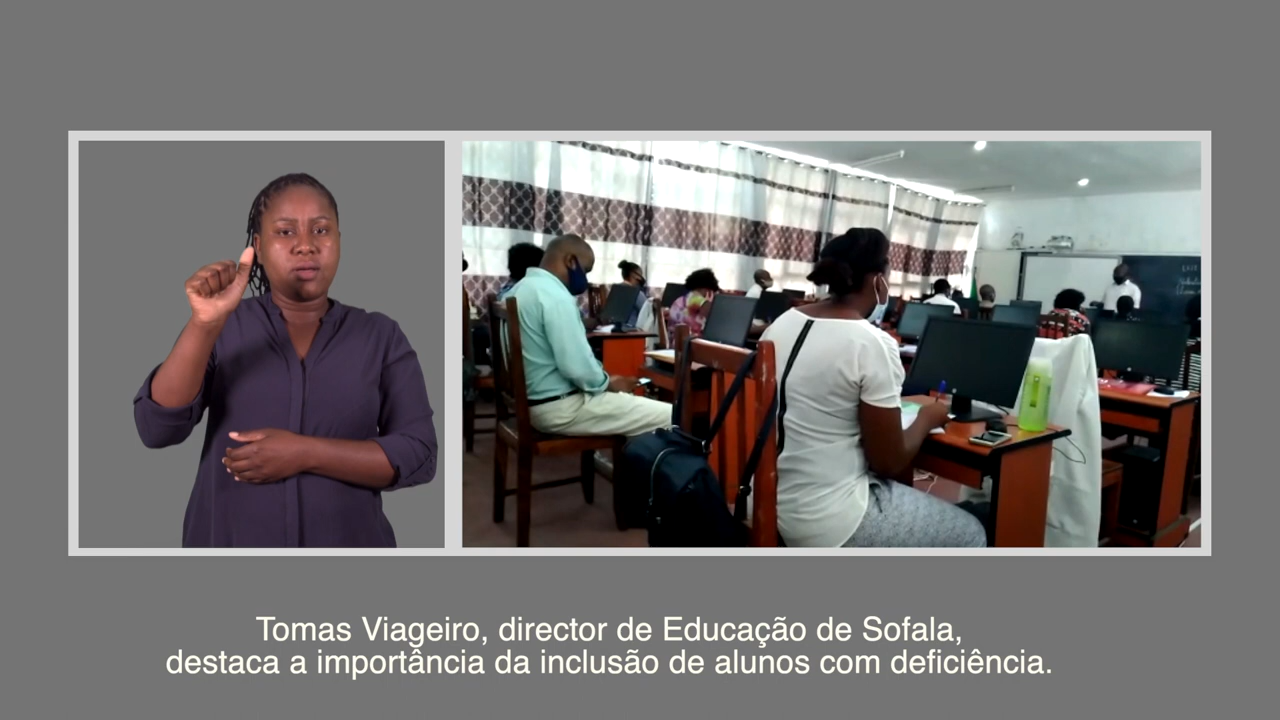 Tomas Viageiro, director de Educação de Sofala,
destaca a importância da inclusão de alunos com deficiência.